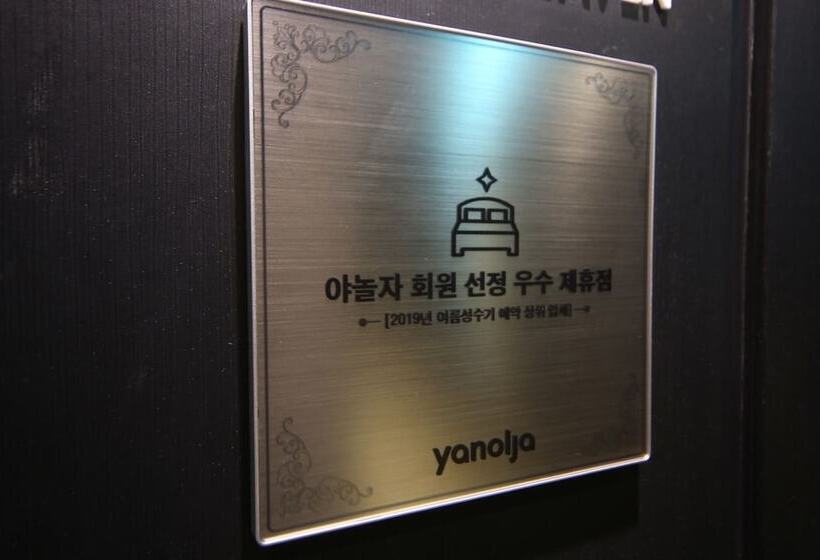 야놀자 회원 선정 우수 제휴점
[2019년 여름성수기 예약 상위 업체]
yanolja